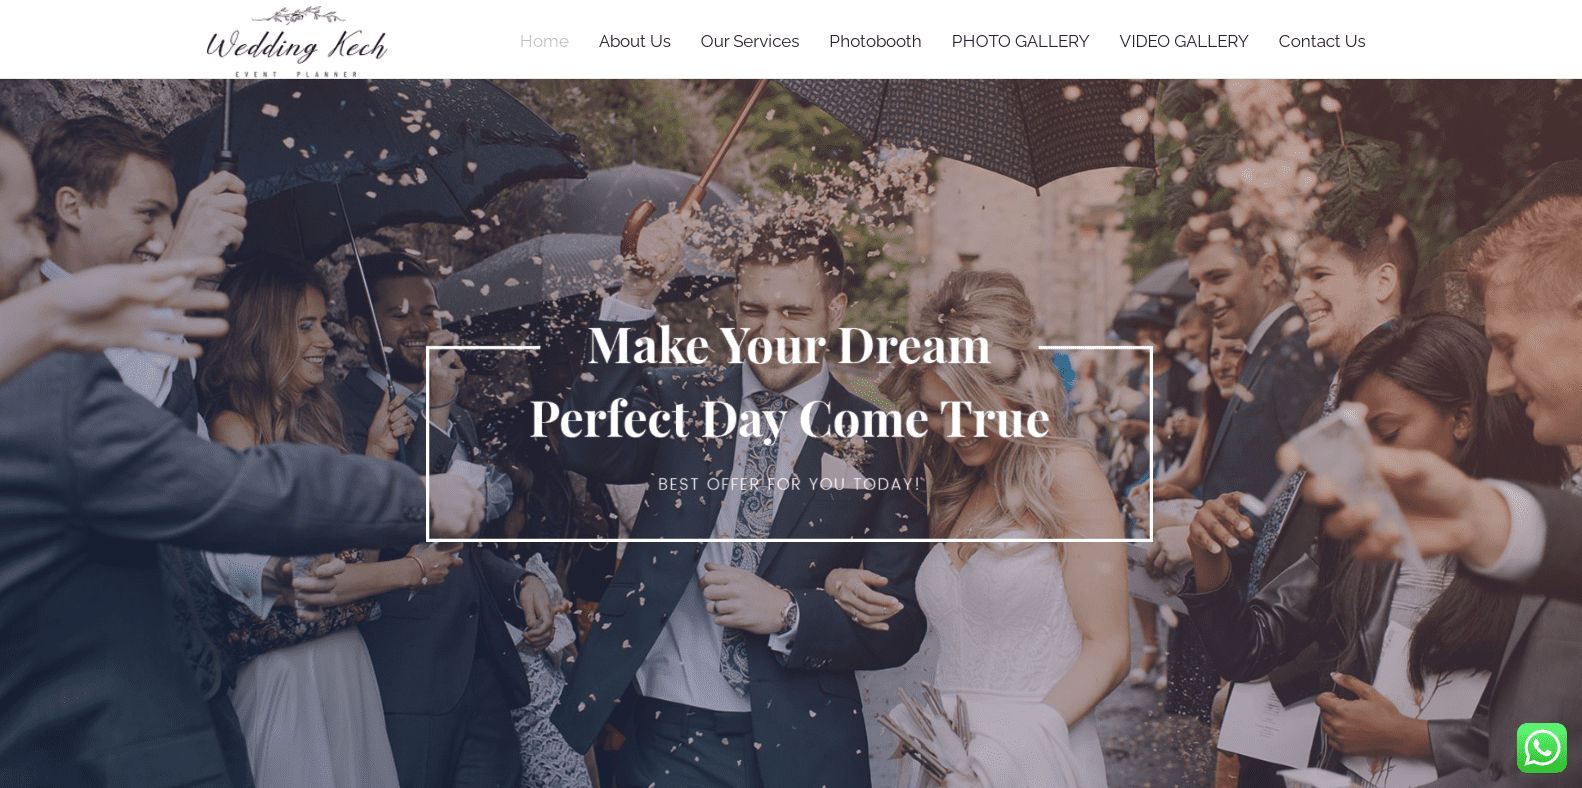 Wedding Kech
EVENT PLANNER
Home
About Us
Our Services
Photobooth
PHOTO GALLERY
VIDEO GALLERY
Contact Us
Make Your Dream
Perfect Day Come True
BEST OFFER FOR YOU TODAY!